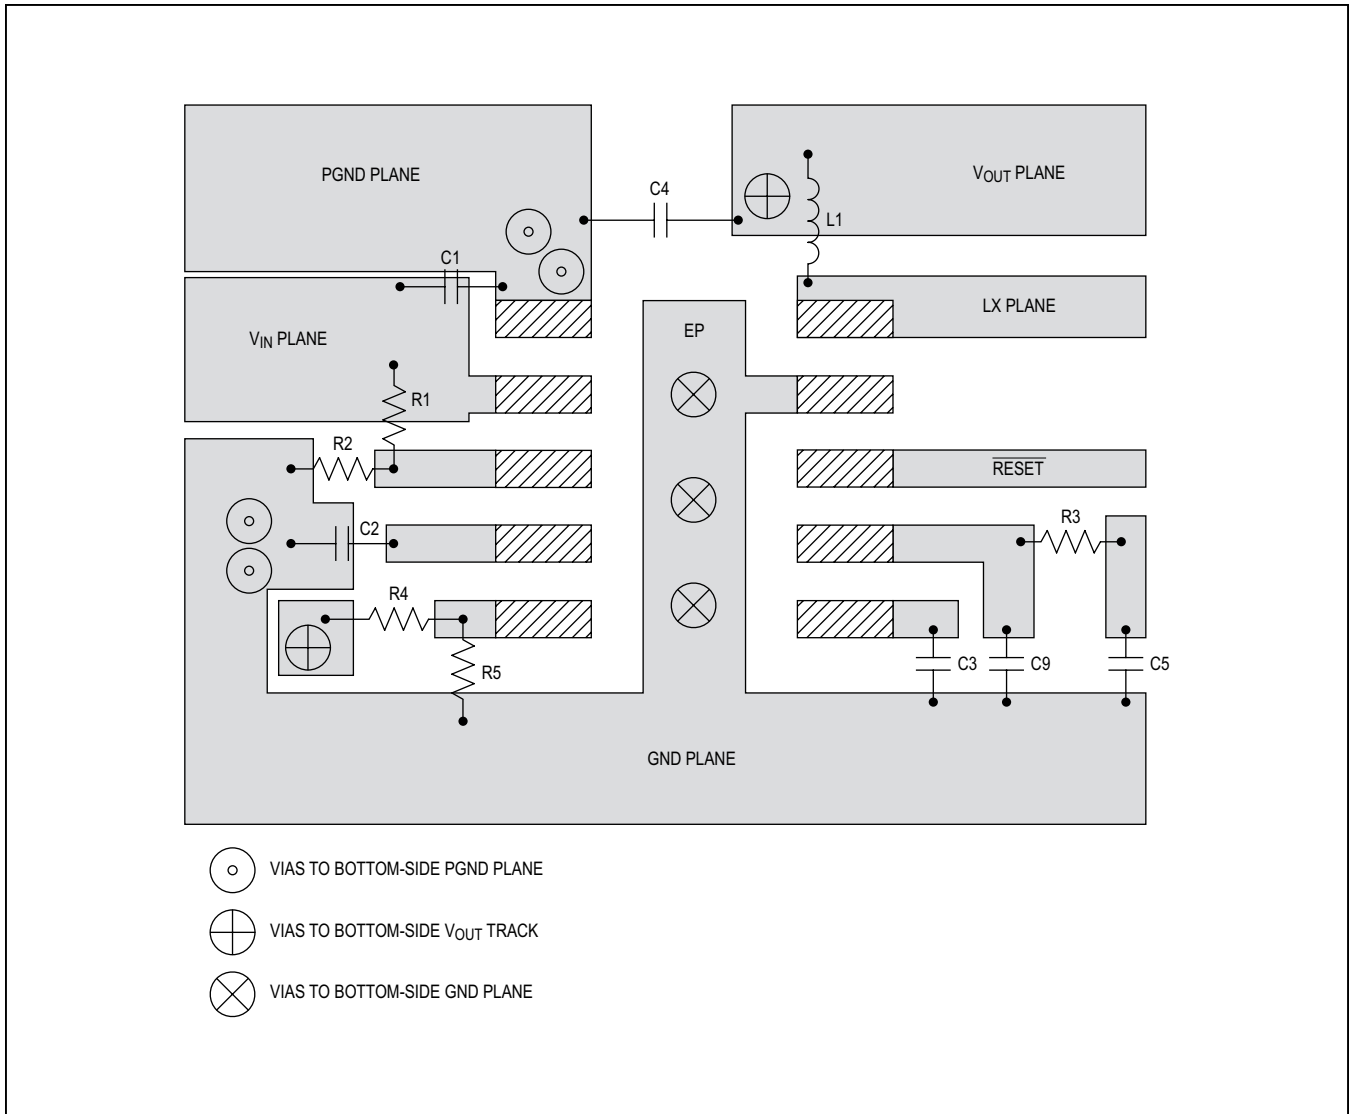 PGND PLANE
VOUT PLANE
C4
L1
C1
LX PLANE
VIN PLANE
EP
R1
R2
RESET
R3
C2
R4
R5
C3
C9
C5
GND PLANE
VIAS TO BOTTOM-SIDE PGND PLANE
VIAS TO BOTTOM-SIDE VOUT TRACK
VIAS TO BOTTOM-SIDE GND PLANE